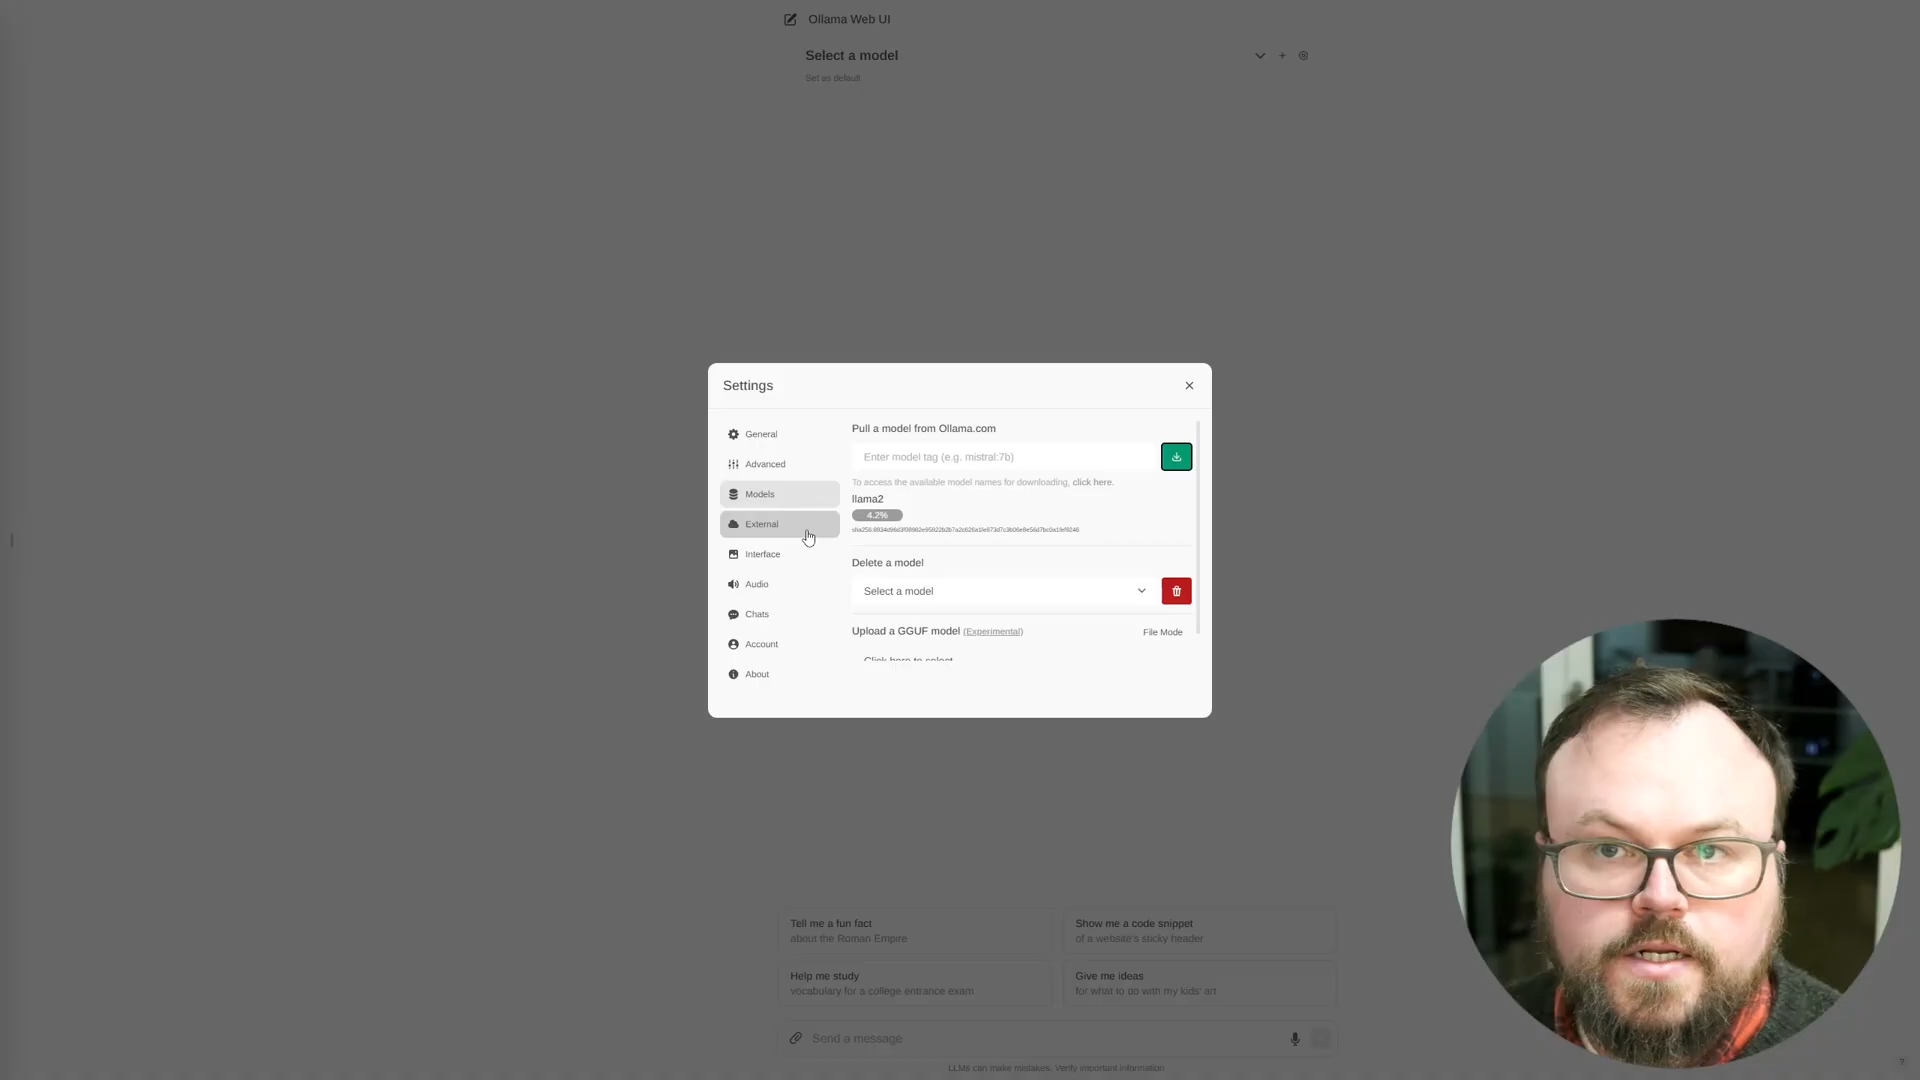 Ollama Web UI
Select a model
Set as default
Settings
General
Advanced
Models
External
Interface
Audio
Chats
Account
About
Pull a model from Ollama.com
Enter model tag (e.g. mistral:7b)
To access the available model names for downloading, click here.
llama2
4.2%
Delete a model
Select a model
Upload a GGUF model (Experimental)
File Mode
Click here to select
Tell me a fun fact
about the Roman Empire
Show me a code snippet
of a website's sticky header
Help me study
vocabulary for a college entrance exam
Give me ideas
for what to do with my kids' art
Send a message
LLMs can make mistakes. Verify important information
?